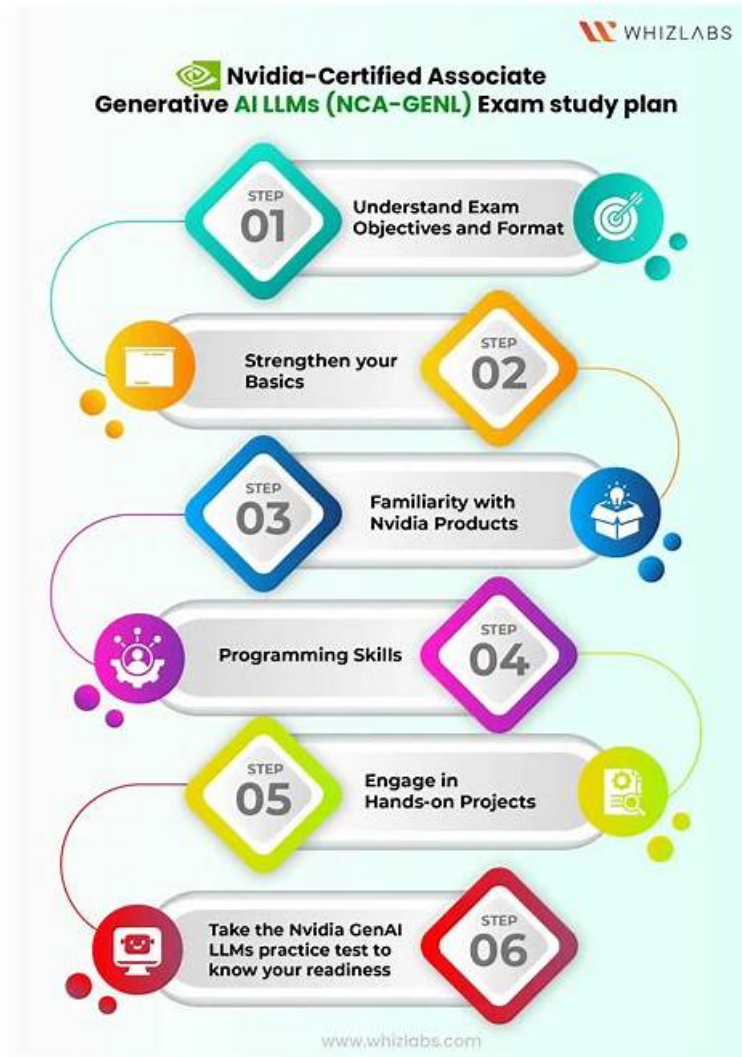 WHIZLABS
Nvidia-Certified Associate
Generative AI LLMs (NCA-GENL) Exam study plan
STEP
01
Understand Exam
Objectives and Format
Strengthen your
Basics
STEP
02
STEP
03
Familiarity with
Nvidia Products
Programming Skills
STEP
04
STEP
05
Engage in
Hands-on Projects
Take the Nvidia GenAI
LLMs practice test to
know your readiness
STEP
06
www.whizlabs.com